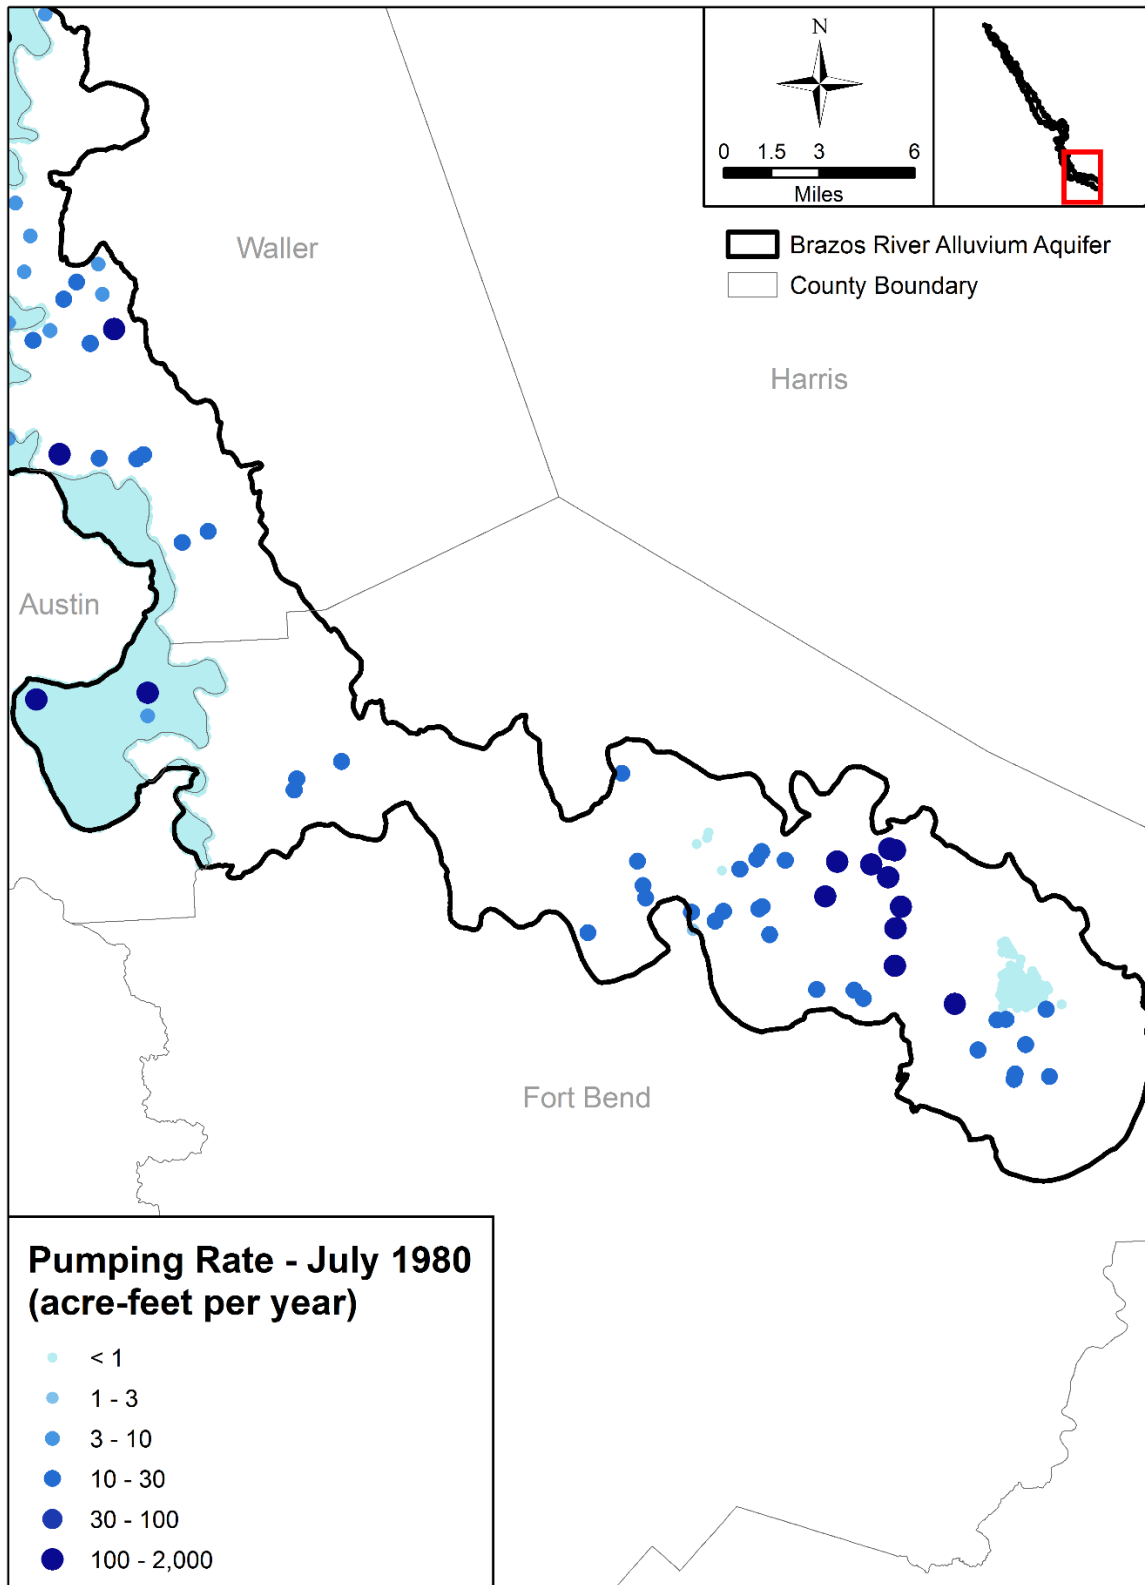 N
0 1.5 3 6
Miles
Brazos River Alluvium Aquifer
County Boundary
Waller
Harris
Austin
Fort Bend
Pumping Rate - July 1980
(acre-feet per year)
< 1
1 - 3
3 - 10
10 - 30
30 - 100
100 - 2,000